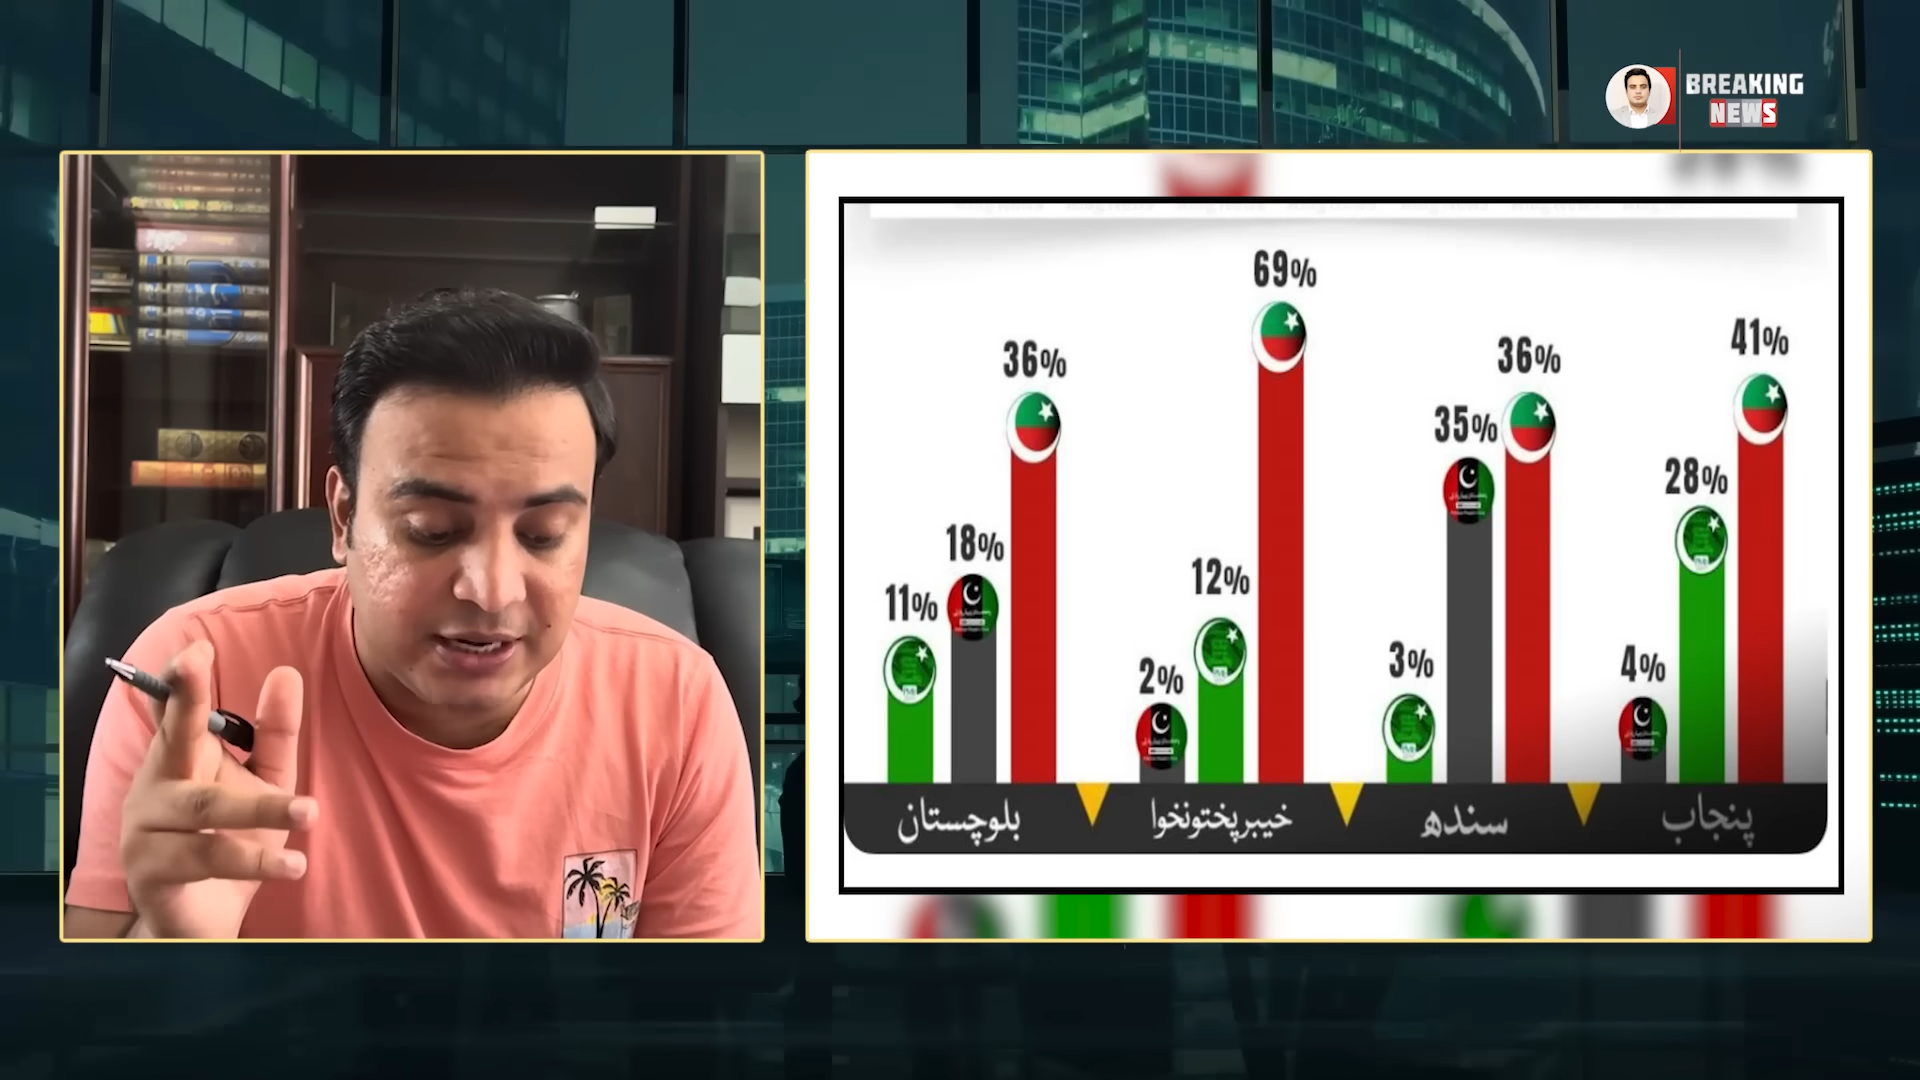 BREAKING
NEWS
69%
41%
36%
36%
35%
28%
18%
12%
11%
4%
2%
3%
بلوچستان
خیبرپختونخوا
سندھ
پنجاب